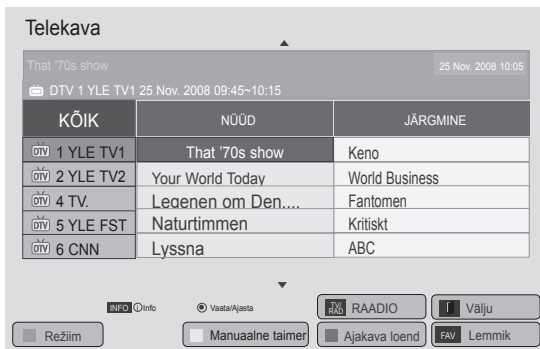 Telekava
That '70s show 25 Nov. 2008 10:05
DTV 1 YLE TV1 25 Nov. 2008 09:45~10:15
KÕIK NÜÜD JÄRGMINE
DTV 1 YLE TV1 That '70s show Keno
DTV 2 YLE TV2 Your World Today World Business
DTV 4 TV. Legenen om Den.... Fantomen
DTV 5 YLE FST Naturtimmen Kritiskt
DTV 6 CNN Lyssna ABC
INFO ⓘ Info Vaata/Ajasta TV/RAD RAADIO Välju
Režiim Manuaalne taimer Ajakava loend FAV Lemmik